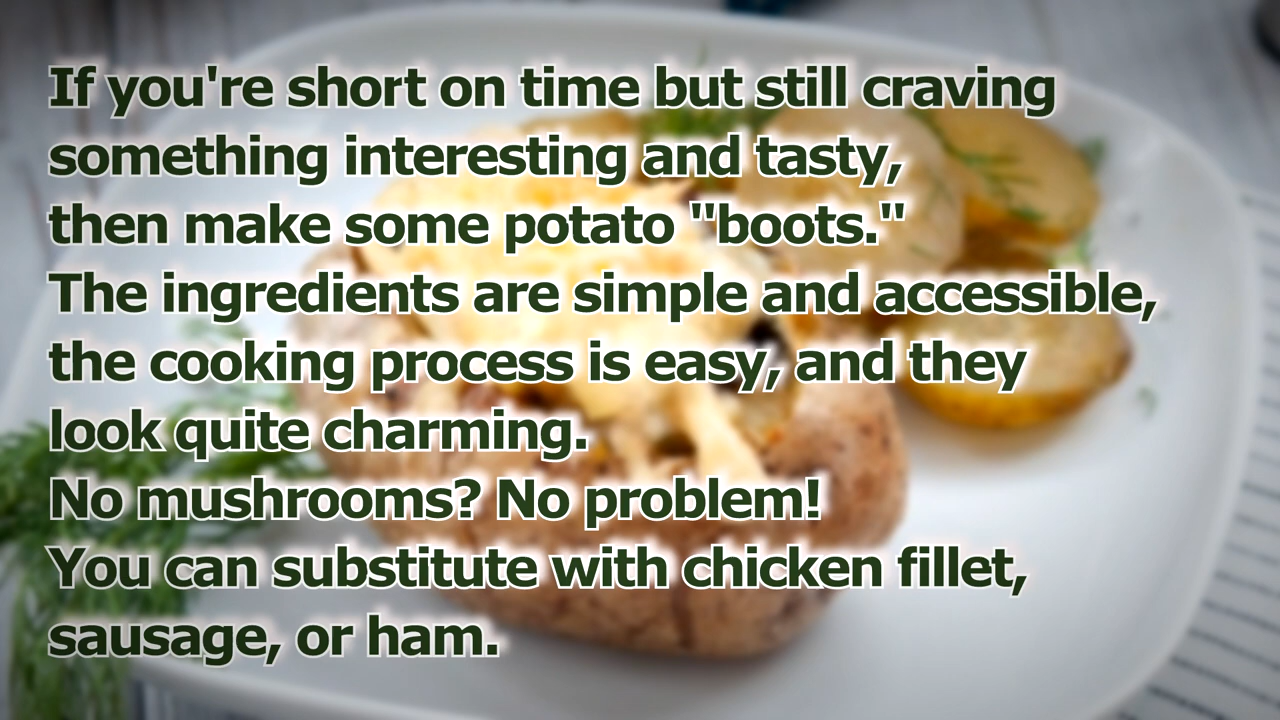 If you're short on time but still craving
something interesting and tasty,
then make some potato "boots."
The ingredients are simple and accessible,
the cooking process is easy, and they
look quite charming.
No mushrooms? No problem!
You can substitute with chicken fillet,
sausage, or ham.